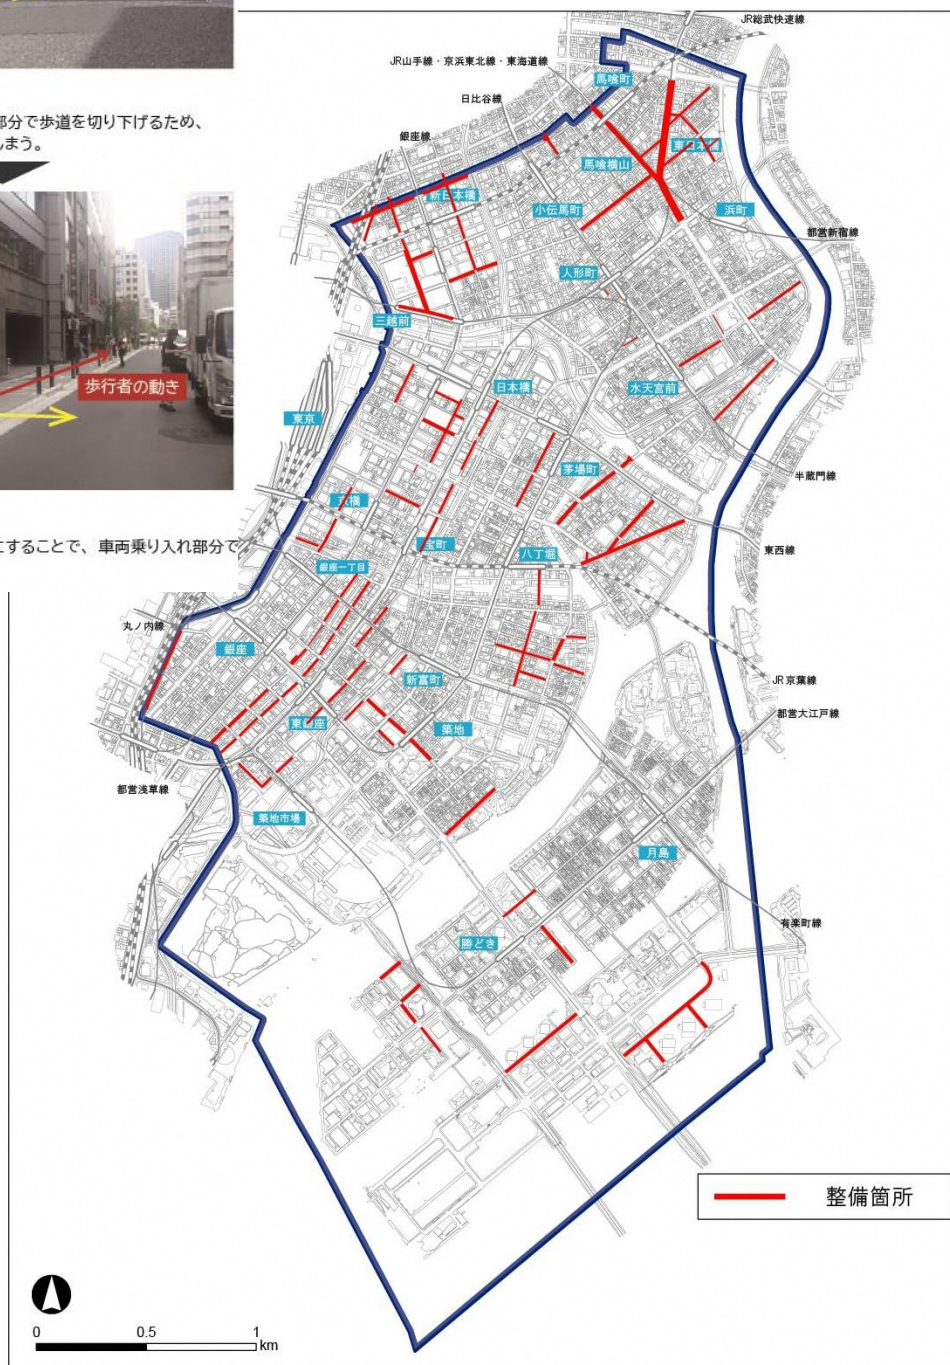 部分で歩道を切り下げるため、
まう。
歩行者の動き
にすることで、車両乗り入れ部分で
JR総武快速線
JR山手線・京浜東北線・東海道線
馬喰町
日比谷線
銀座線
東日本橋
馬喰横山
新日本橋
小伝馬町
浜町
都営新宿線
人形町
三越前
日本橋
水天宮前
東京
茅場町
半蔵門線
京橋
宝町
八丁堀
東西線
銀座一丁目
丸ノ内線
銀座
新富町
JR京葉線
都営大江戸線
東銀座
築地
都営浅草線
築地市場
月島
有楽町線
勝どき
整備箇所
0 0.5 1
km